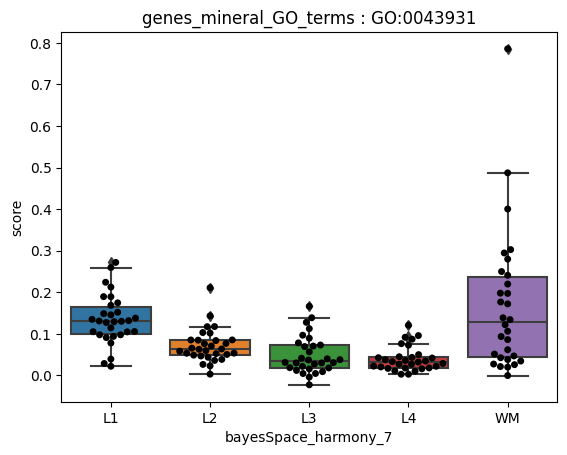 genes_mineral_GO_terms : GO:0043931
0.8
0.7
0.6
0.5
0.4
0.3
0.2
0.1
0.0
score
L1 L2 L3 L4 WM
bayesSpace_harmony_7